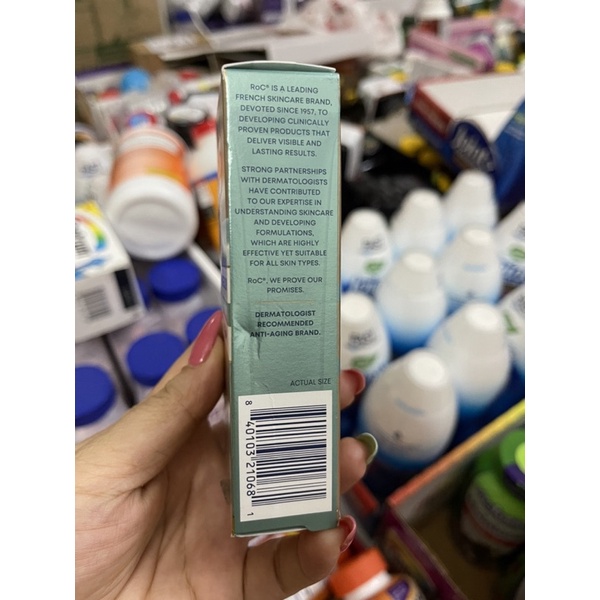 RoC® IS A LEADING
FRENCH SKINCARE BRAND,
DEVOTED SINCE 1957, TO
DEVELOPING CLINICALLY
PROVEN PRODUCTS THAT
DELIVER VISIBLE AND
LASTING RESULTS.
STRONG PARTNERSHIPS
WITH DERMATOLOGISTS
HAVE CONTRIBUTED
TO OUR EXPERTISE IN
UNDERSTANDING SKINCARE
AND DEVELOPING
FORMULATIONS,
WHICH ARE HIGHLY
EFFECTIVE YET SUITABLE
FOR ALL SKIN TYPES.
RoC®, WE PROVE OUR
PROMISES.
DERMATOLOGIST
RECOMMENDED
ANTI-AGING BRAND.
ACTUAL SIZE
8 40103 21068 1